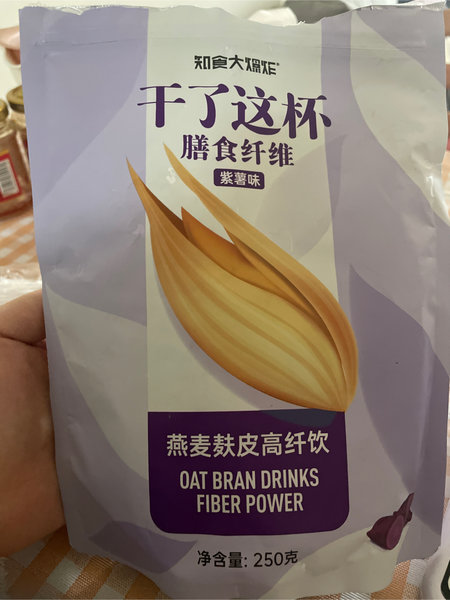 知食大爆炸®
干了这杯
膳食纤维
紫薯味
燕麦麸皮高纤饮
OAT BRAN DRINKS
FIBER POWER
净含量: 250克